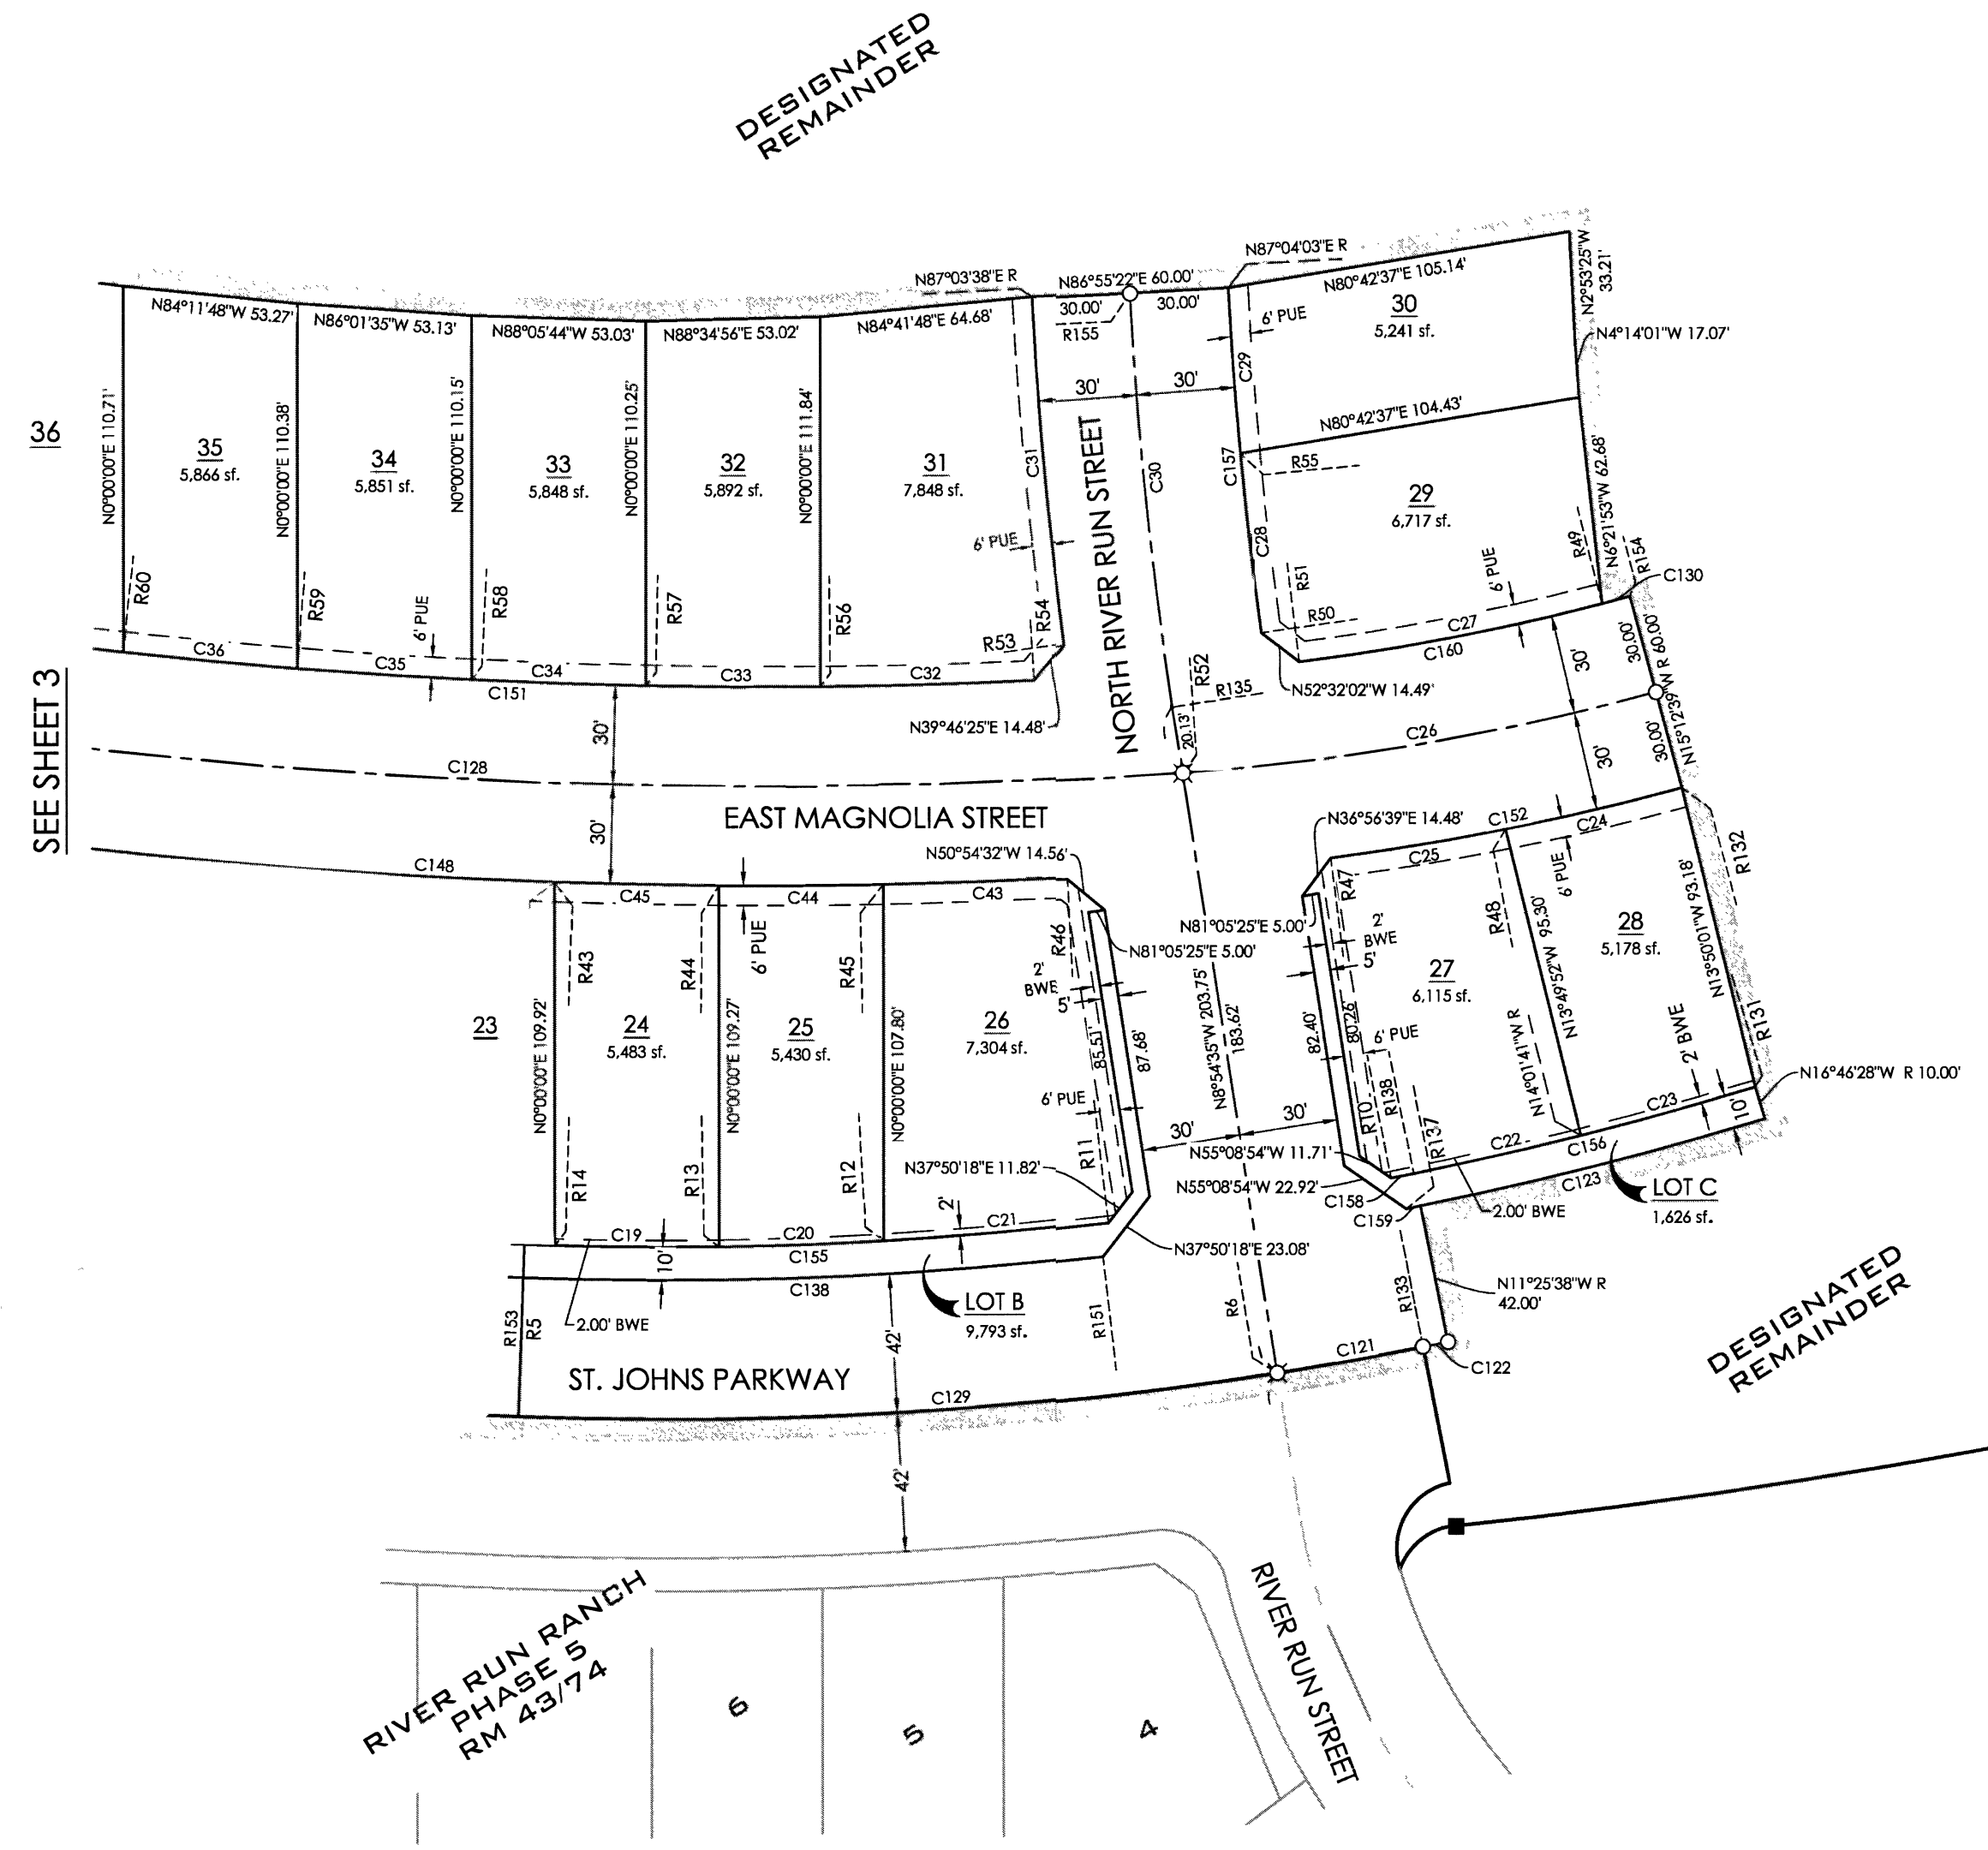 DESIGNATED
REMAINDER
N87°03'38"E R
N86°55'22"E 60.00'
N87°04'03"E R
30.00'
30.00'
R155
N84°11'48"W 53.27'
N86°01'35"W 53.13'
N88°05'44"W 53.03'
N88°34'56"E 53.02'
N84°41'48"E 64.68'
N80°42'37"E 105.14'
N2°53'25"W
33.21'
30
5,241 sf.
6' PUE
N4°14'01"W 17.07'
C29
30'
30'
N80°42'37"E 104.43'
36
N0°00'00"E 110.71'
35
5,866 sf.
N0°00'00"E 110.38'
34
5,851 sf.
N0°00'00"E 110.15'
33
5,848 sf.
N0°00'00"E 110.25'
32
5,892 sf.
N0°00'00"E 111.84'
31
7,848 sf.
C31
C30
C157
R55
29
6,717 sf.
C28
N6°21'53"W 62.68'
R49
R154
C130
6' PUE
R51
R50
C27
C160
6' PUE
R60
R59
6' PUE
R58
R57
R56
R53
R54
C36
C35
C34
C33
C32
C151
NORTH RIVER RUN STREET
R52
R135
N52°32'02"W 14.49'
30'
30.00'
N15°12'39"W R 60.00'
30.00'
C26
30'
N39°46'25"E 14.48'
20.13'
SEE SHEET 3
30'
C128
EAST MAGNOLIA STREET
30'
C148
N50°54'32"W 14.56'
N36°56'39"E 14.48'
C152
C24
C25
C45
C44
C43
R43
R44
6' PUE
R45
R46
2'
BWE
5'
N81°05'25"E 5.00'
N81°05'25"E 5.00'
R47
2'
BWE
5'
R48
6' PUE
R132
23
N0°00'00"E 109.92'
24
5,483 sf.
N0°00'00"E 109.27'
25
5,430 sf.
N0°00'00"E 107.80'
26
7,304 sf.
85.51'
87.68'
N8°54'35"W 203.75'
183.62'
82.40'
80.26'
27
6,115 sf.
N13°49'52"W 95.30'
28
5,178 sf.
N13°50'01"W 93.18'
R131
2' BWE
N16°46'28"W R 10.00'
6' PUE
6' PUE
R10
R138
R137
N14°01'41"W R
C23
10'
30'
30'
N55°08'54"W 11.71'
N55°08'54"W 22.92'
C22
C156
C158
C159
2.00' BWE
C123
LOT C
1,626 sf.
R14
R13
R12
R11
N37°50'18"E 11.82'
N37°50'18"E 23.08'
2'
C19
C20
C21
C155
10'
C138
2.00' BWE
LOT B
9,793 sf.
R153
R5
R151
R6
R133
N11°25'38"W R
42.00'
C121
C122
42'
ST. JOHNS PARKWAY
C129
42'
DESIGNATED
REMAINDER
RIVER RUN RANCH
PHASE 5
RM 43/74
6
5
4
RIVER RUN STREET